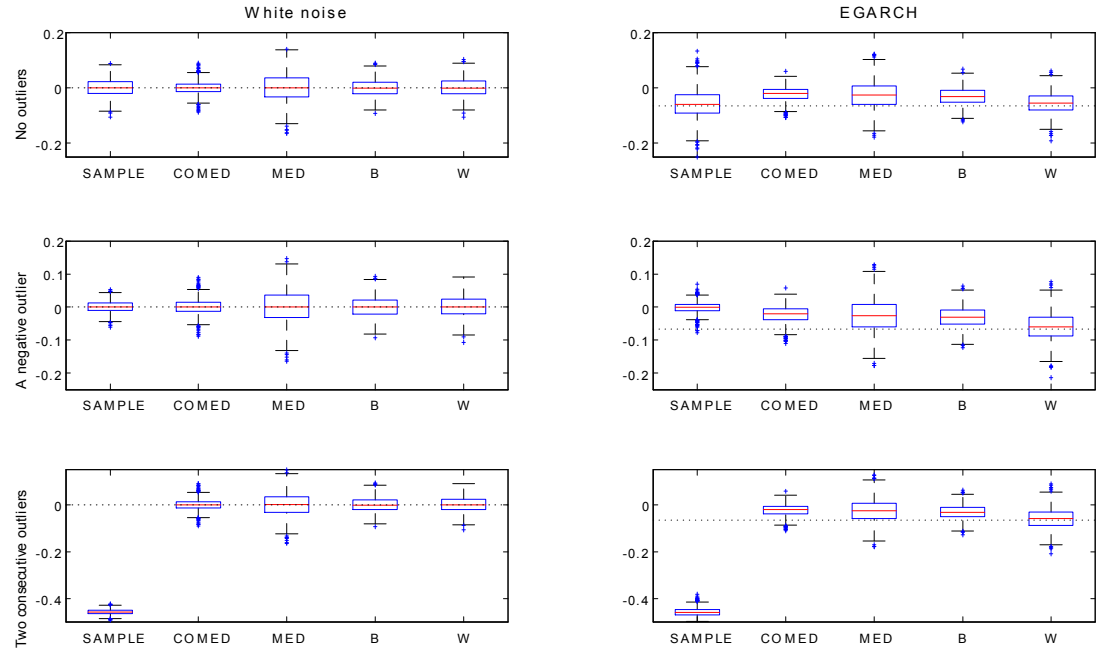 White noise
EGARCH
No outliers
0.2
0
-0.2
SAMPLE COMED MED B W
0
-0.2
SAMPLE COMED MED B W
A negative outlier
0.2
0.1
0
-0.1
-0.2
SAMPLE COMED MED B W
0.2
0.1
0
-0.1
-0.2
SAMPLE COMED MED B W
Two consecutive outliers
0
-0.2
-0.4
SAMPLE COMED MED B W
0
-0.2
-0.4
SAMPLE COMED MED B W